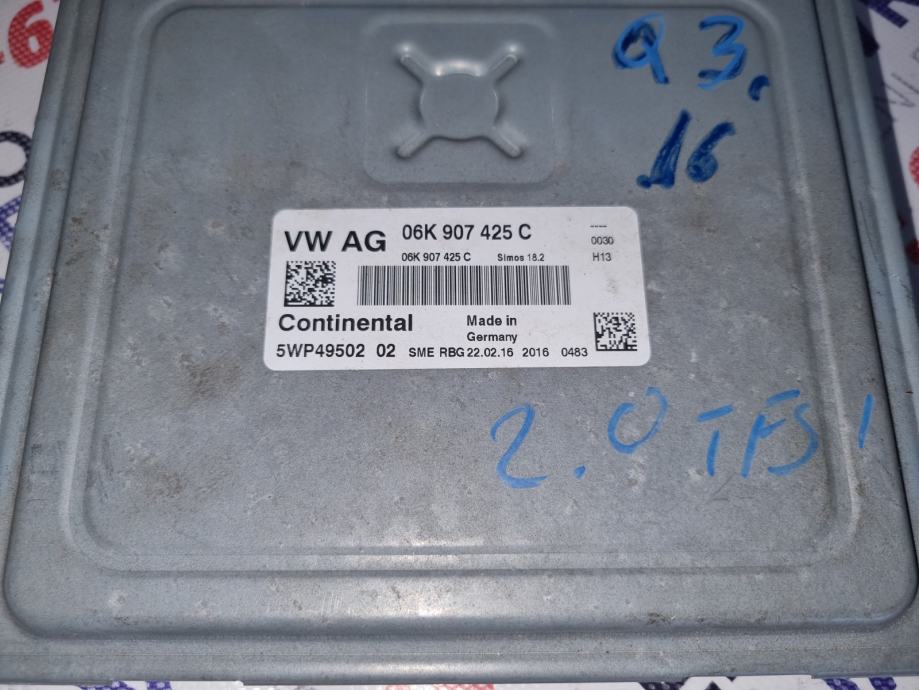 Q 3.
16
VW AG 06K 907 425 C ----
0030
06K 907 425 C Simos 18.2 H13
Continental Made in
Germany
5WP49502 02 SME RBG 22.02.16 2016 0483
2.0 TFSI